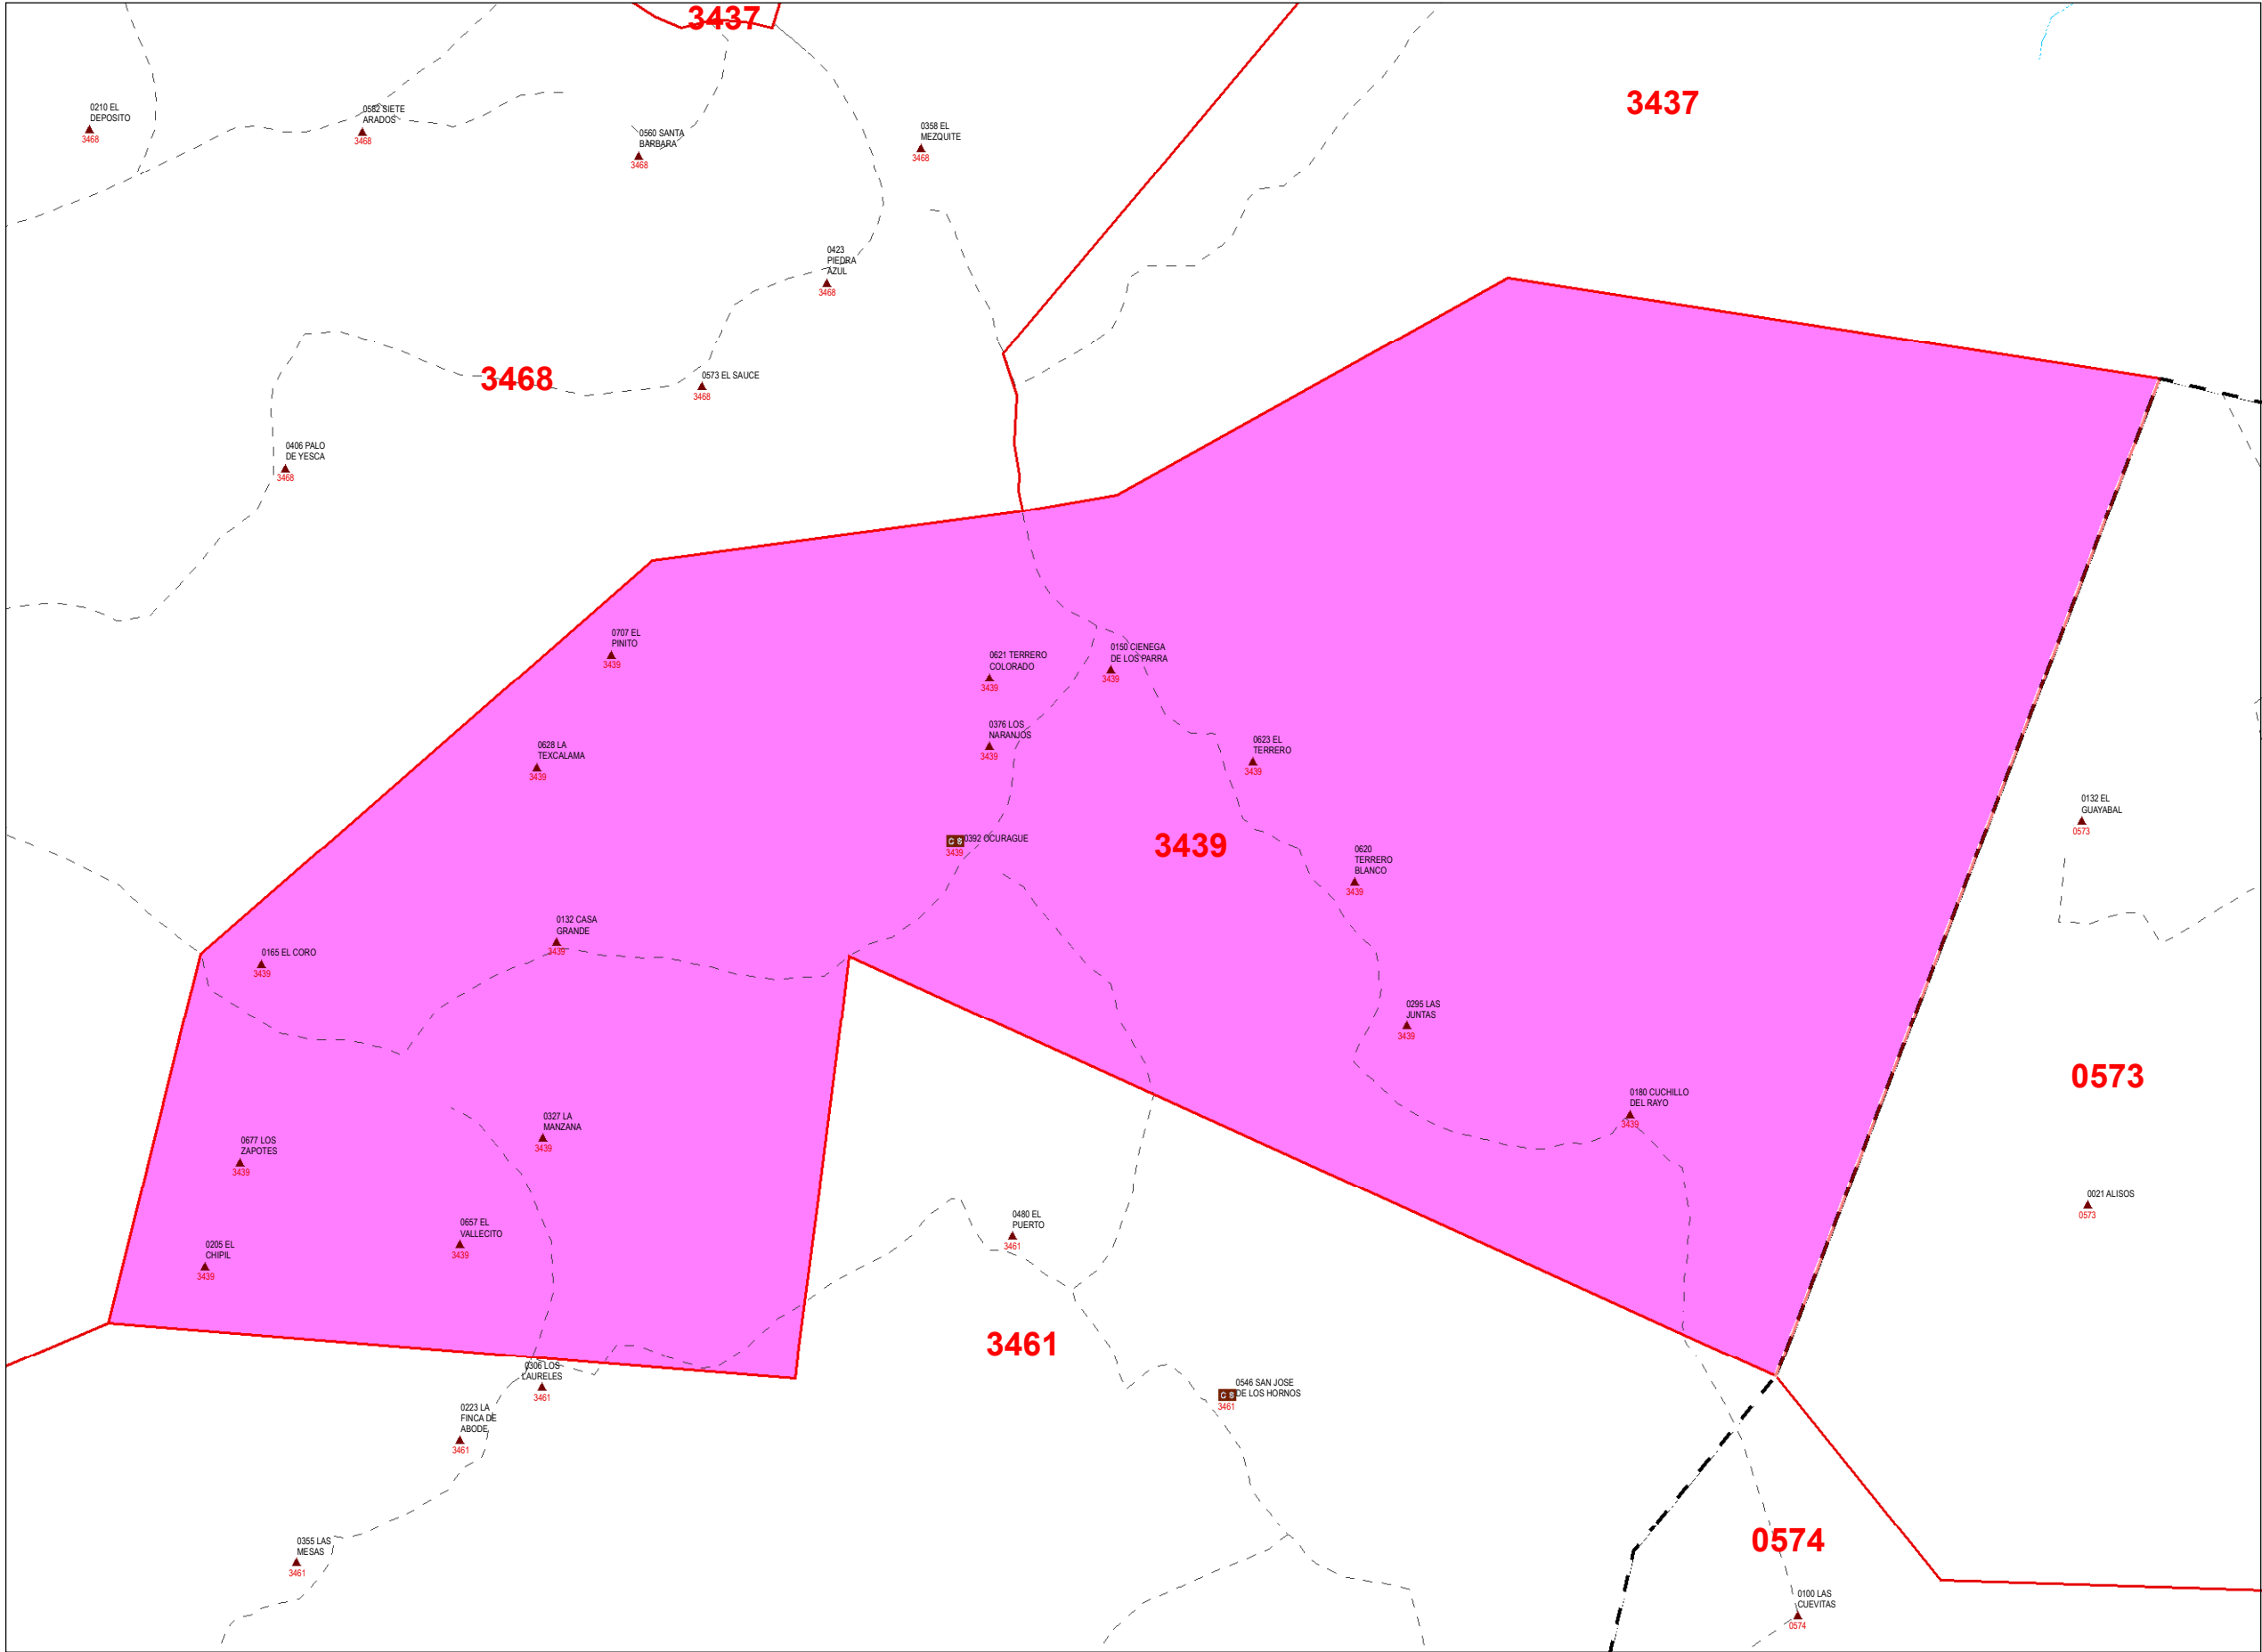 3437
3437
0210 EL
DEPOSITO
3468
0582 SIETE
ARADOS
3468
0560 SANTA
BARBARA
3468
0358 EL
MEZQUITE
3468
0423
PIEDRA
AZUL
3468
3468
0573 EL SAUCE
3468
0406 PALO
DE YESCA
3468
0707 EL
PINITO
3439
0621 TERRERO
COLORADO
3439
0150 CIENEGA
DE LOS PARRA
3439
0376 LOS
NARANJOS
3439
0628 LA
TEXCALAMA
3439
0623 EL
TERRERO
3439
0132 EL
GUAYABAL
0573
C S
0392 OCURAGUE
3439
3439
0620
TERRERO
BLANCO
3439
0132 CASA
GRANDE
3439
0165 EL CORO
3439
0295 LAS
JUNTAS
3439
0573
0180 CUCHILLO
DEL RAYO
3439
0327 LA
MANZANA
3439
0677 LOS
ZAPOTES
3439
0021 ALISOS
0573
0657 EL
VALLECITO
3439
0480 EL
PUERTO
3461
0205 EL
CHIPIL
3439
3461
0306 LOS
LAURELES
3461
C S
0546 SAN JOSE
DE LOS HORNOS
3461
0223 LA
FINCA DE
ABODE
3461
0355 LAS
MESAS
3461
0574
0100 LAS
CUEVITAS
0574